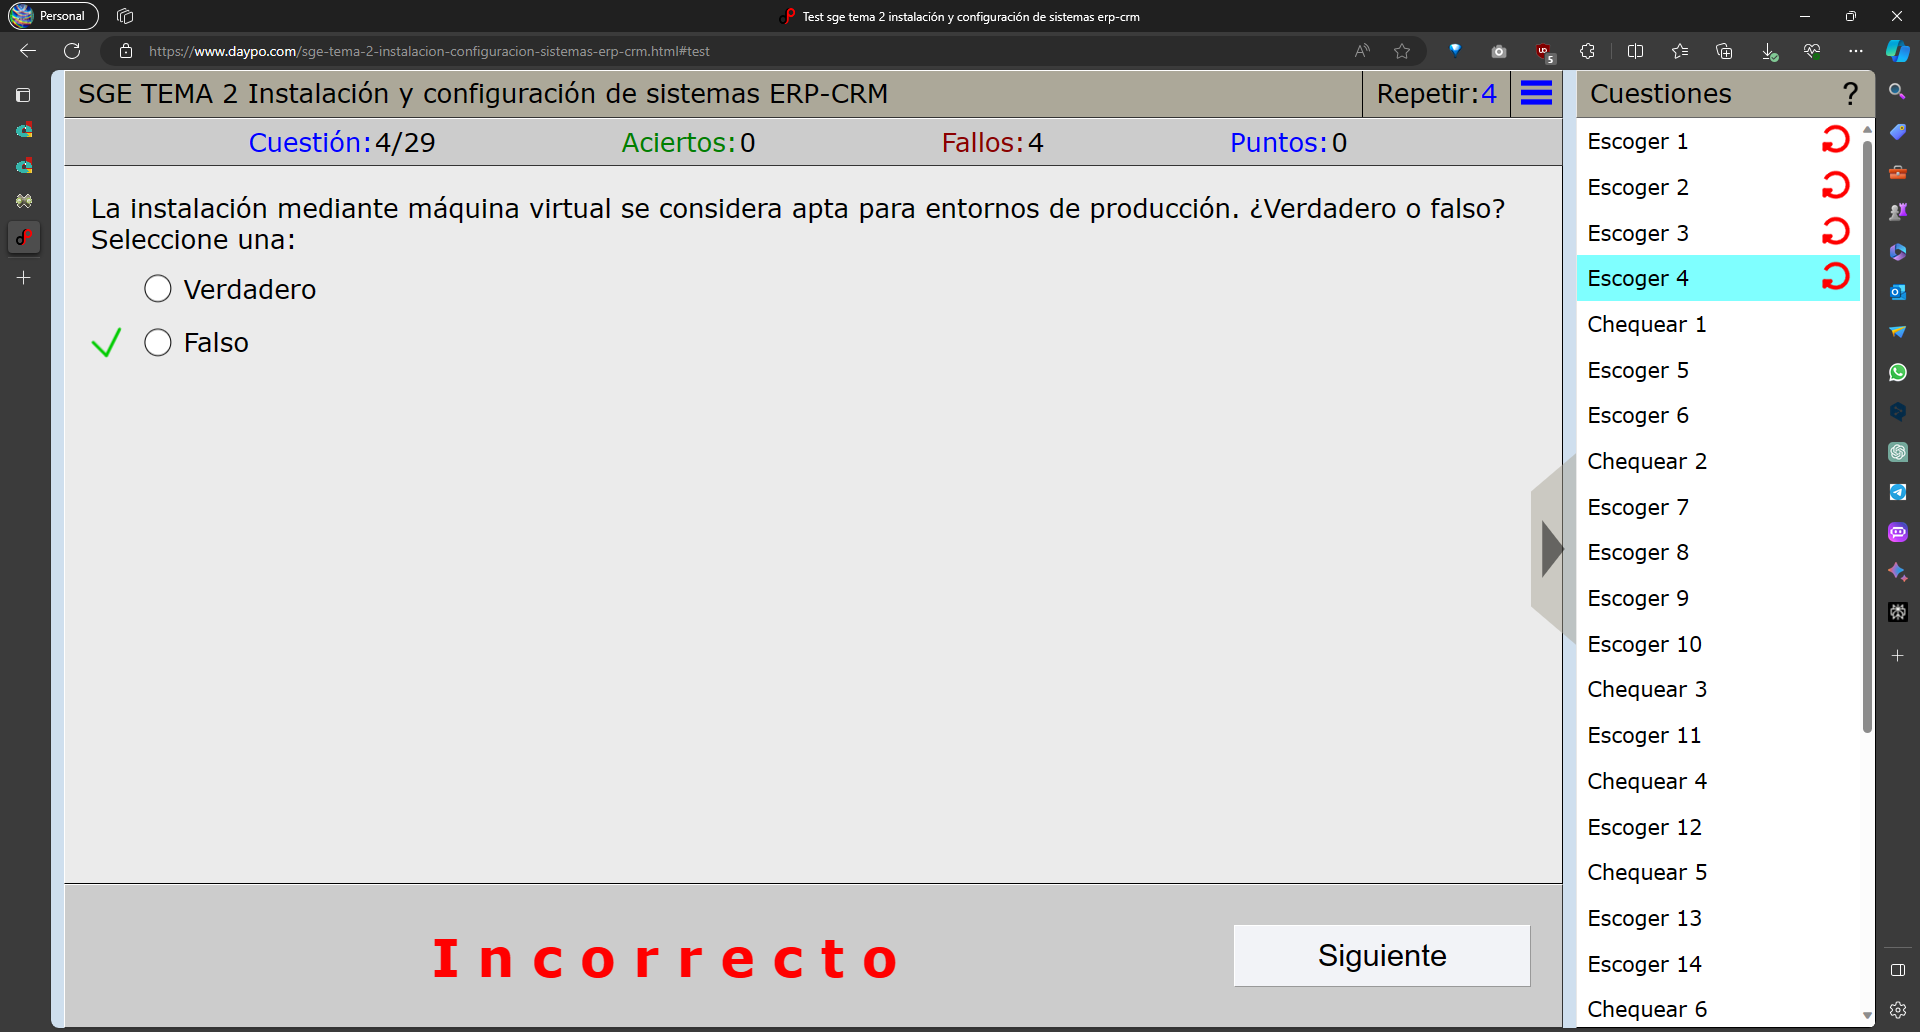 Personal
Test sge tema 2 instalación y configuración de sistemas erp-crm
https://www.daypo.com/sge-tema-2-instalacion-configuracion-sistemas-erp-crm.html#test
5
SGE TEMA 2 Instalación y configuración de sistemas ERP-CRM
Repetir:4
Cuestión:4/29
Aciertos:0
Fallos:4
Puntos:0
La instalación mediante máquina virtual se considera apta para entornos de producción. ¿Verdadero o falso?
Seleccione una:
Verdadero
Falso
Incorrecto
Siguiente
Cuestiones ?
Escoger 1
Escoger 2
Escoger 3
Escoger 4
Chequear 1
Escoger 5
Escoger 6
Chequear 2
Escoger 7
Escoger 8
Escoger 9
Escoger 10
Chequear 3
Escoger 11
Chequear 4
Escoger 12
Chequear 5
Escoger 13
Escoger 14
Chequear 6